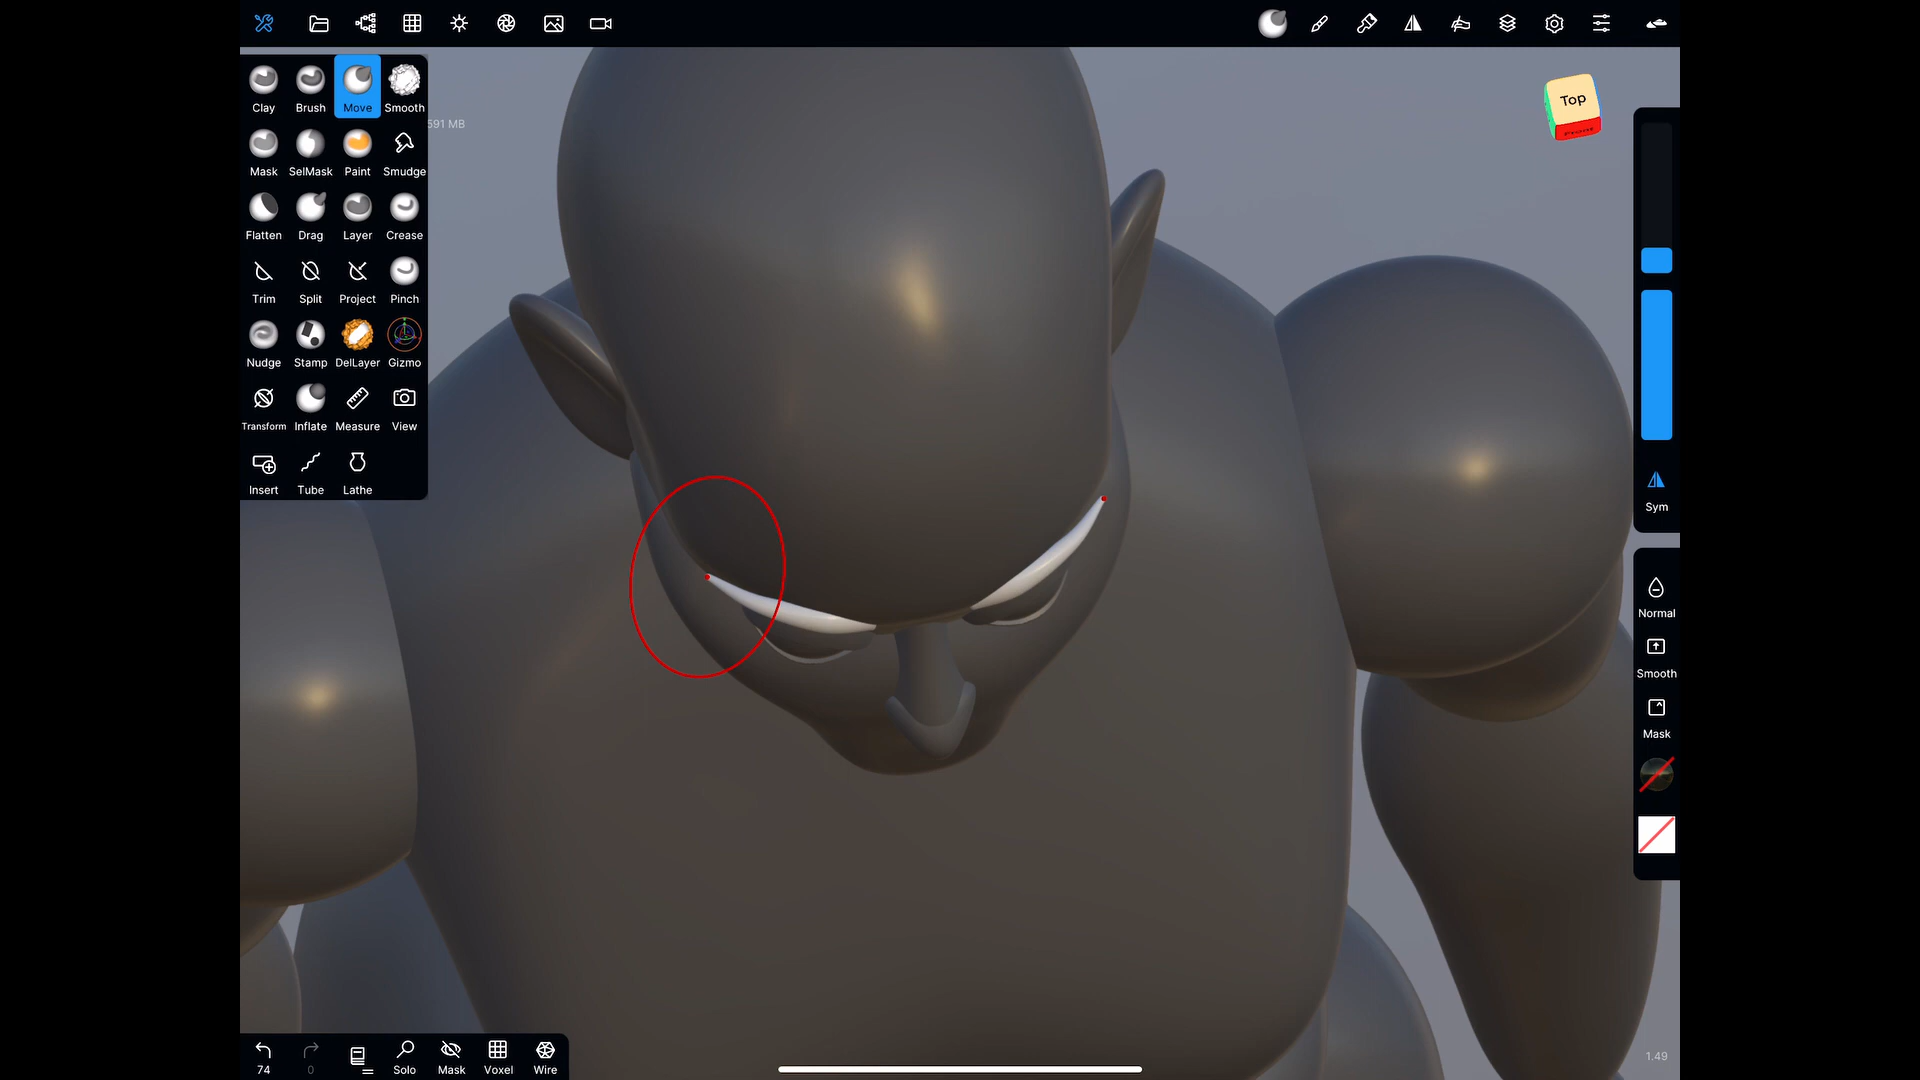 Clay Brush Move Smooth
591 MB
Mask SelMask Paint Smudge
Flatten Drag Layer Crease
Trim Split Project Pinch
Nudge Stamp DelLayer Gizmo
Transform Inflate Measure View
Insert Tube Lathe
Top
Sym
Normal
Smooth
Mask
1.49
74 0 Solo Mask Voxel Wire